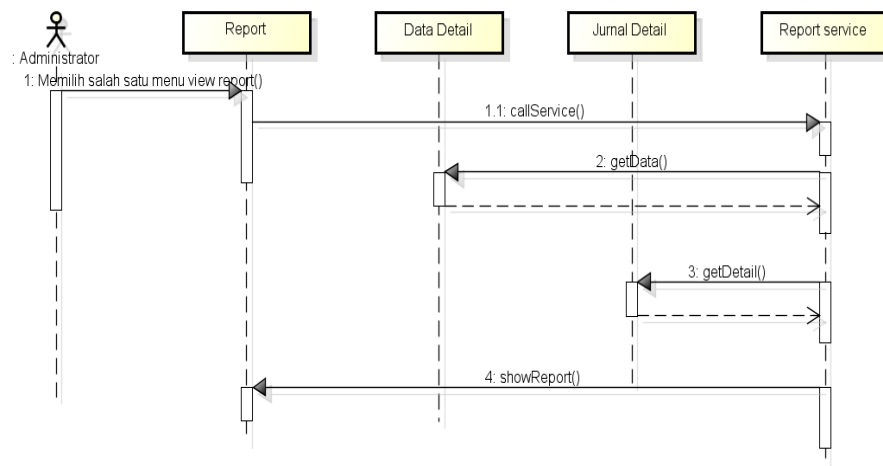 Report
Data Detail
Jurnal Detail
Report service
: Administrator
1: Memilih salah satu menu view report()
1.1: callService()
2: getData()
3: getDetail()
4: showReport()